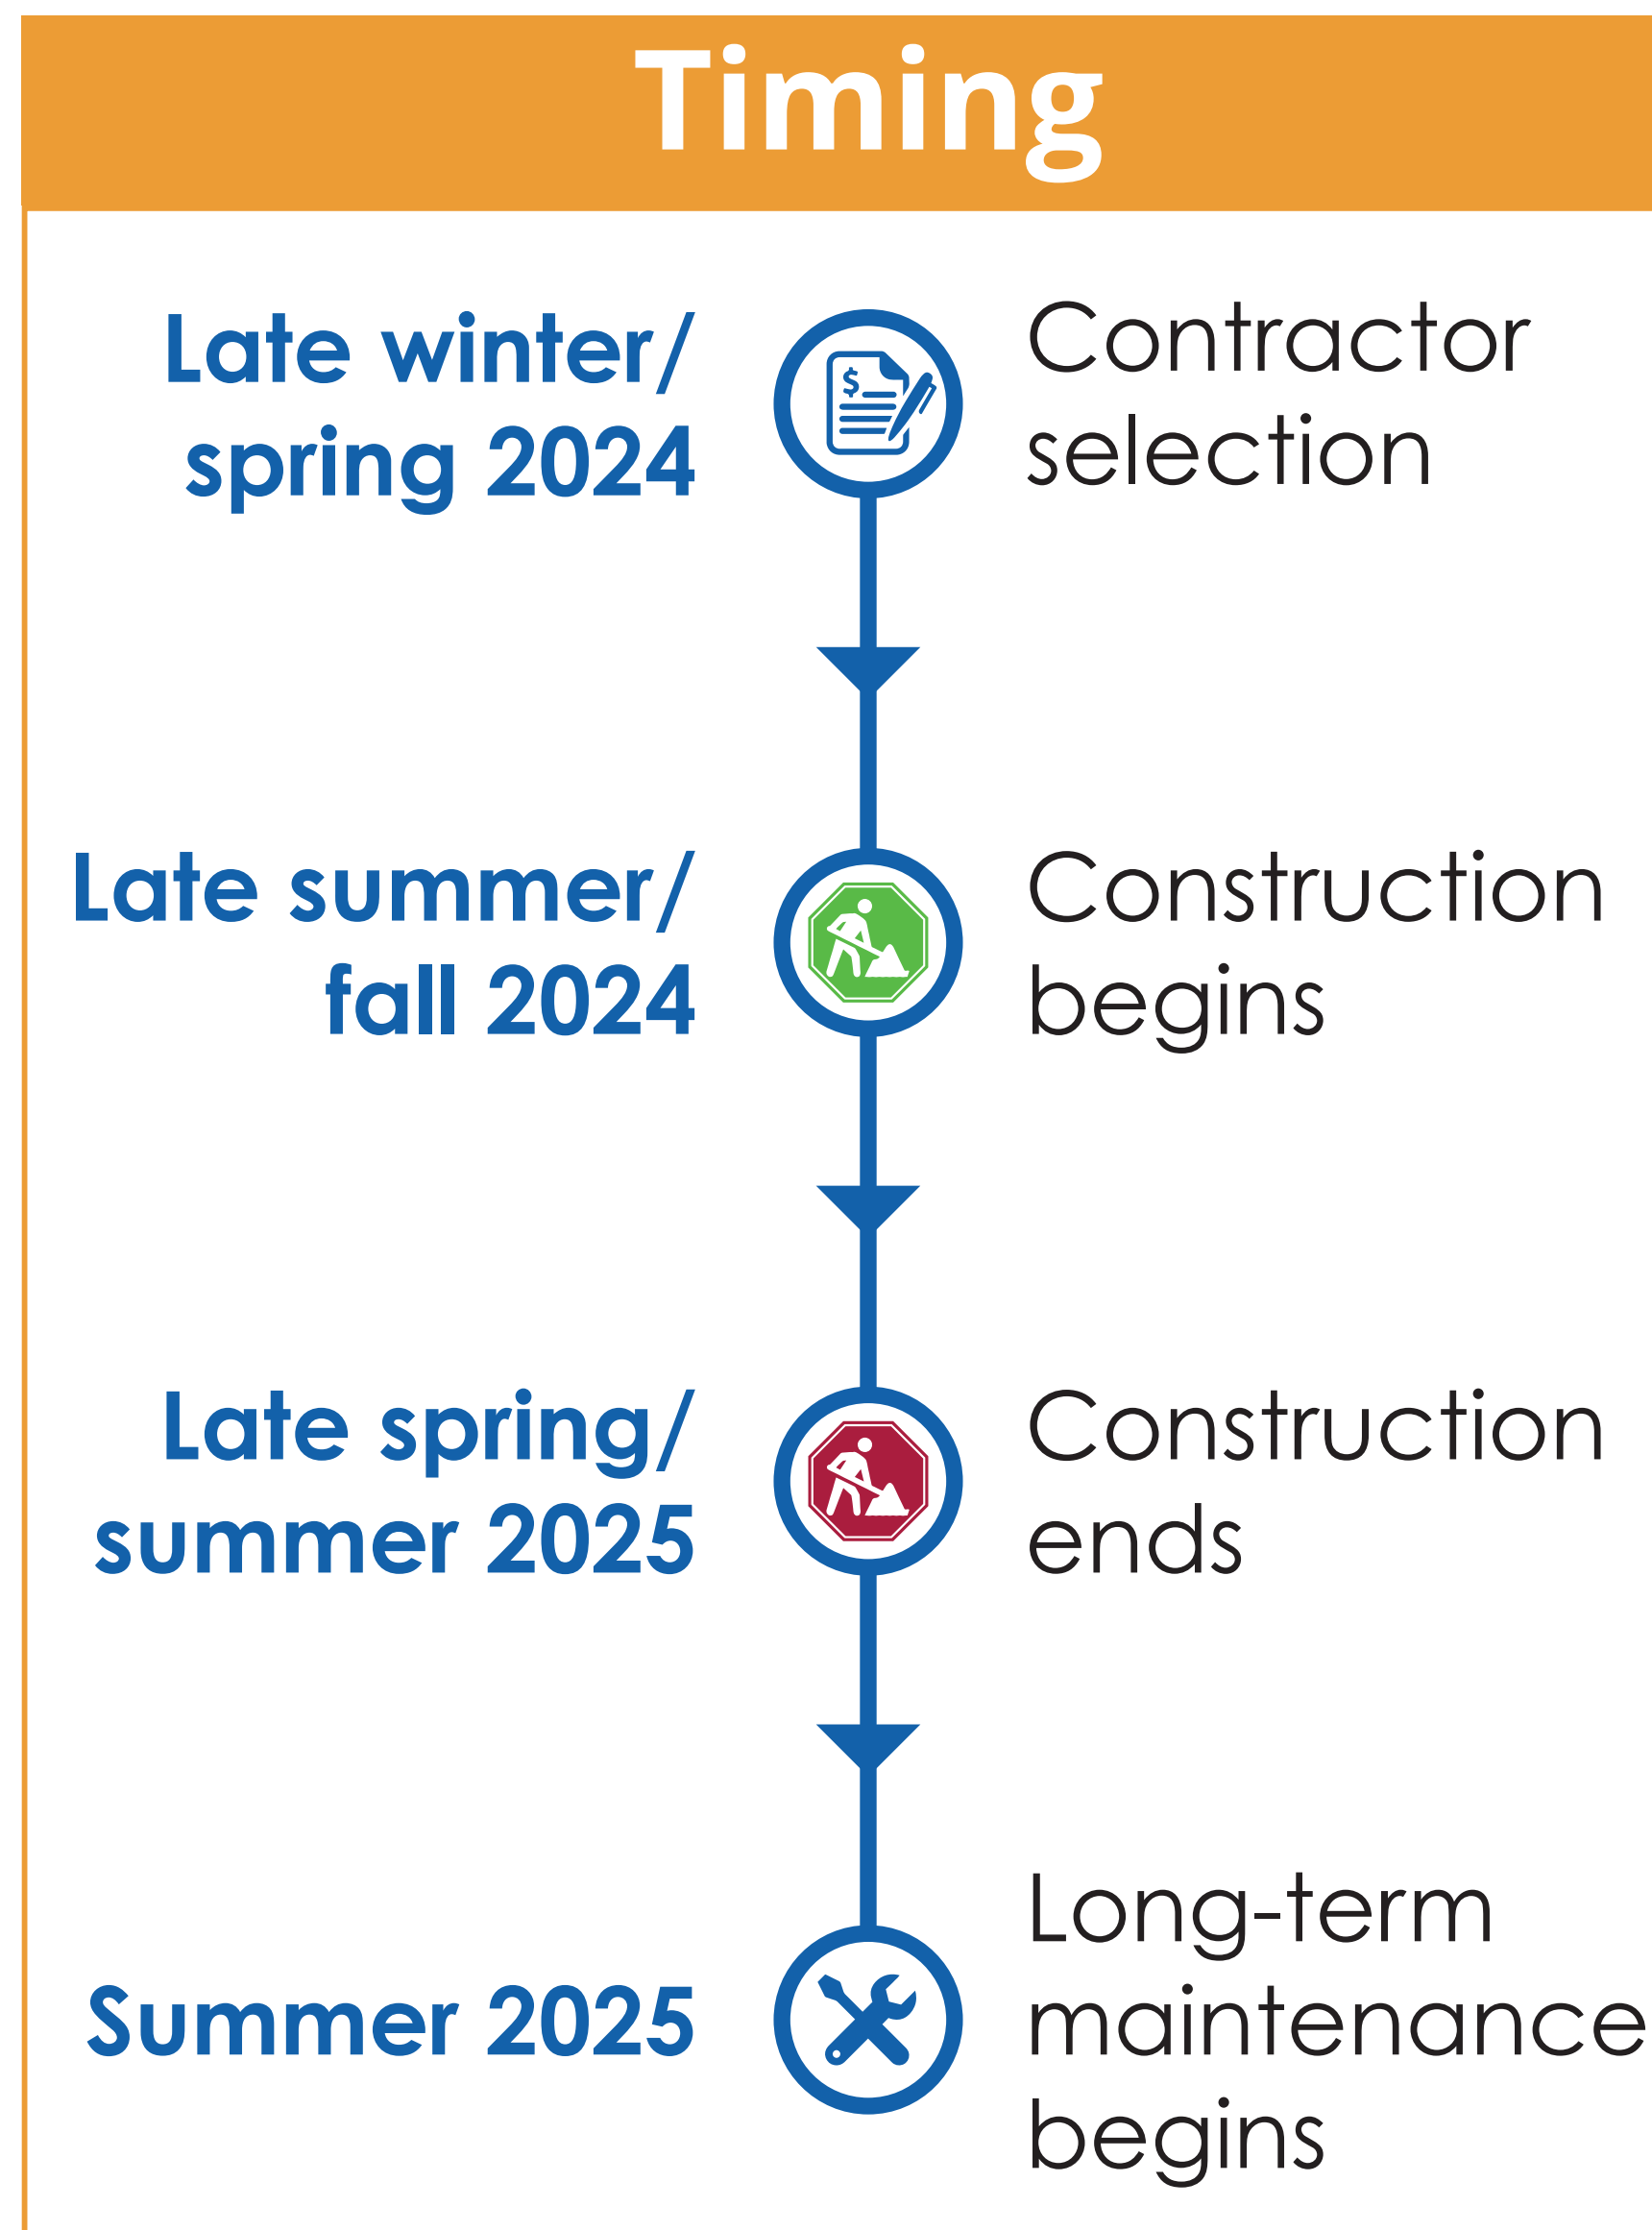 Timing
Late winter/
spring 2024
Contractor
selection
$
Late summer/
fall 2024
Construction
begins
Late spring/
summer 2025
Construction
ends
Summer 2025
Long-term
maintenance
begins